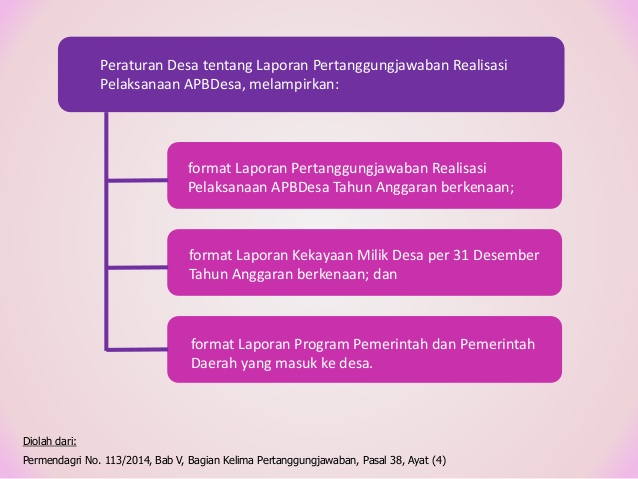 Peraturan Desa tentang Laporan Pertanggungjawaban Realisasi
Pelaksanaan APBDesa, melampirkan:
format Laporan Pertanggungjawaban Realisasi
Pelaksanaan APBDesa Tahun Anggaran berkenaan;
format Laporan Kekayaan Milik Desa per 31 Desember
Tahun Anggaran berkenaan; dan
format Laporan Program Pemerintah dan Pemerintah
Daerah yang masuk ke desa.
Diolah dari:
Permendagri No. 113/2014, Bab V, Bagian Kelima Pertanggungjawaban, Pasal 38, Ayat (4)